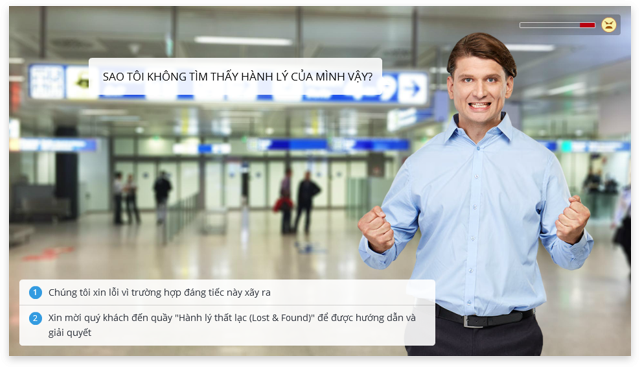 SAO TÔI KHÔNG TÌM THẤY HÀNH LÝ CỦA MÌNH VẬY?
1 Chúng tôi xin lỗi vì trường hợp đáng tiếc này xãy ra
2 Xin mời quý khách đến quầy "Hành lý thất lạc (Lost & Found)" để được hướng dẫn và
giải quyết